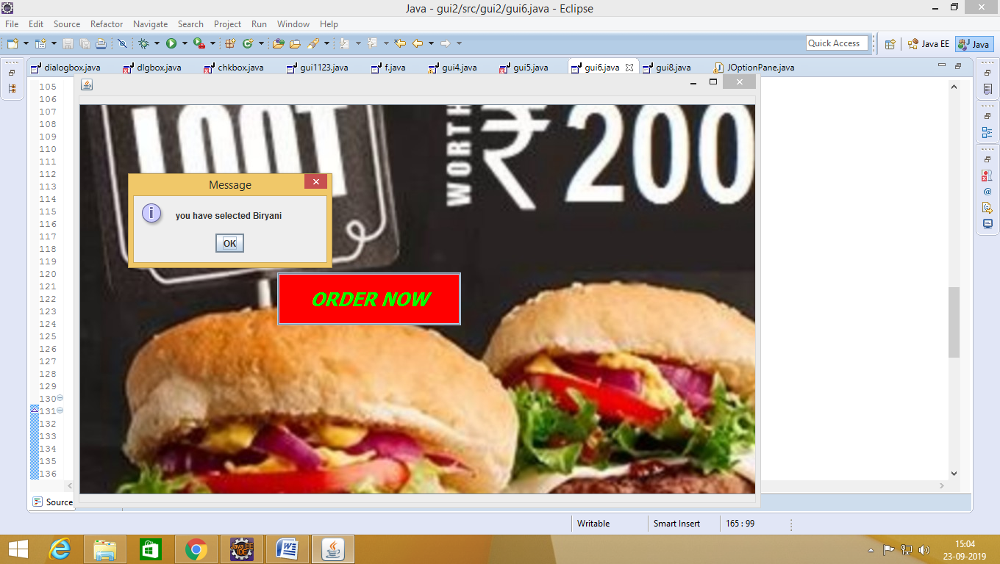 Java - gui2/src/gui2/gui6.java - Eclipse
File Edit Source Refactor Navigate Search Project Run Window Help
Quick Access Java EE Java
dialogbox.java dlgbox.java chkbox.java gui1123.java f.java gui4.java gui5.java gui6.java gui8.java JOptionPane.java
105
106
107
108
109
110
111
112
113
114
115
116
117
118
119
120
121
122
123
124
125
126
127
128
129
130
131
132
133
134
135
136
LOOT
WORTH
₹200
Message
you have selected Biryani
OK
ORDER NOW
Source
Writable Smart Insert 165 : 99
Java EE
IDE
15:04
23-09-2019